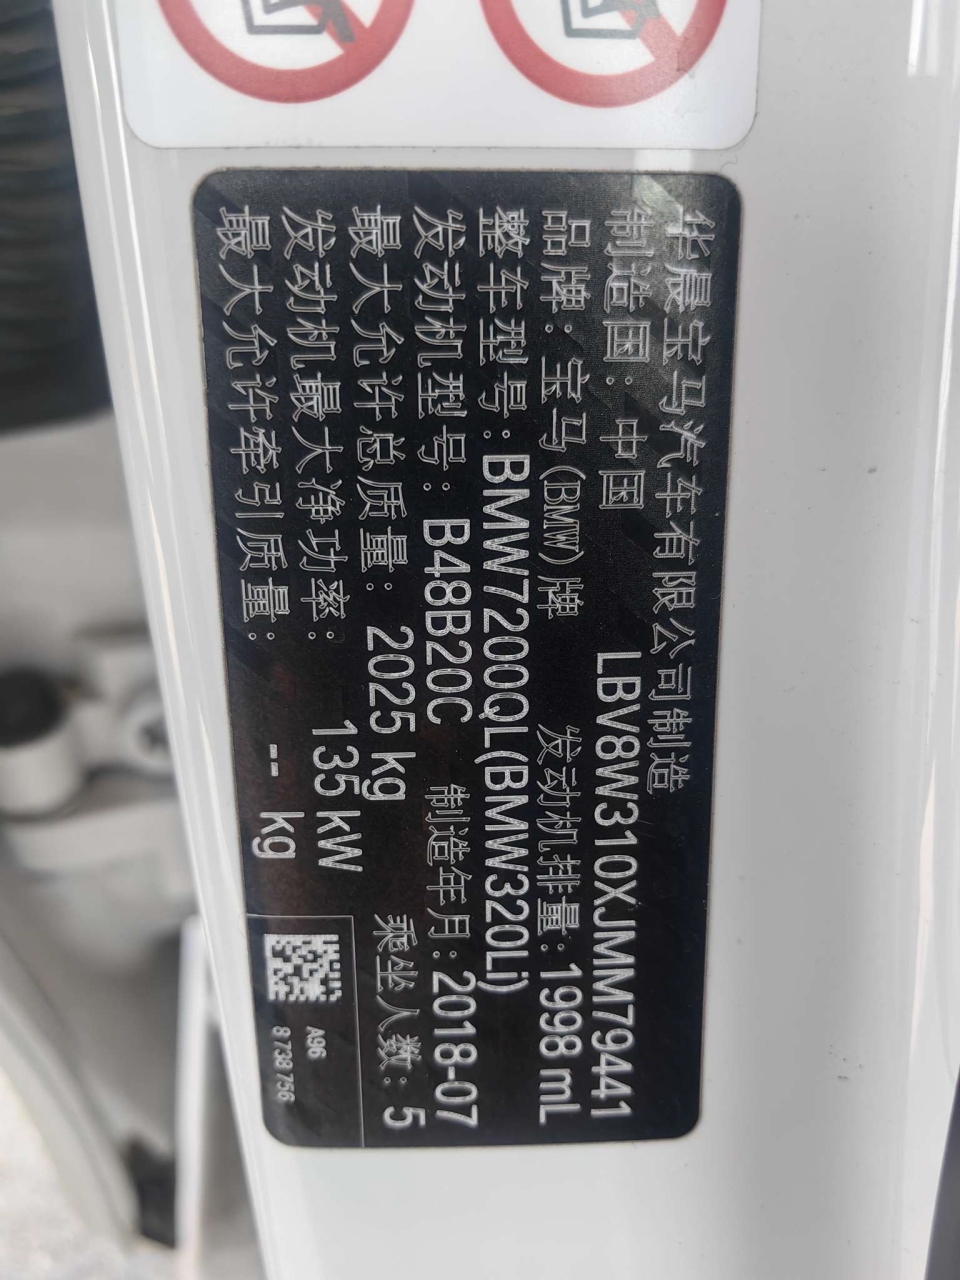 华晨宝马汽车有限公司制造
制造国：中国 LBV8W310XJMM79441
品牌：宝马(BMW)牌 发动机排量：1998 mL
整车型号：BMW7200QL(BMW320Li)
发动机型号：B48B20C 制造年月：2018-07
最大允许总质量：2025 kg 乘坐人数：5
发动机最大净功率：135 kW
最大允许牵引质量：-- kg
A96
8 738 756